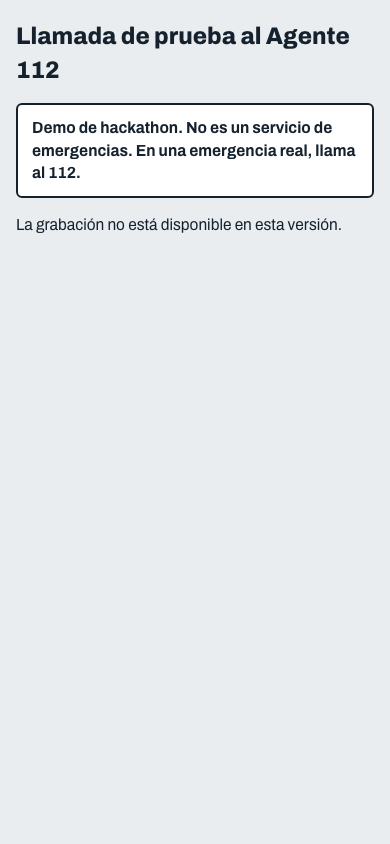 Llamada de prueba al Agente
112
Demo de hackathon. No es un servicio de
emergencias. En una emergencia real, llama
al 112.
La grabación no está disponible en esta versión.